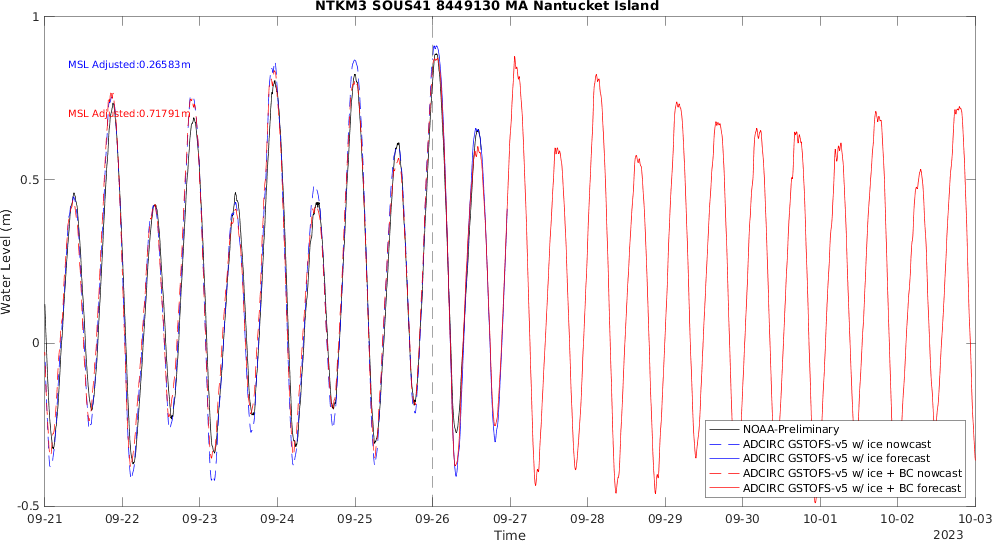 NTKM3 SOUS41 8449130 MA Nantucket Island
1
MSL Adjusted:0.26583m
MSL Adjusted:0.71791m
0.5
0
-0.5
Water Level (m)
NOAA-Preliminary
ADCIRC GSTOFS-v5 w/ ice nowcast
ADCIRC GSTOFS-v5 w/ ice forecast
ADCIRC GSTOFS-v5 w/ ice + BC nowcast
ADCIRC GSTOFS-v5 w/ ice + BC forecast
09-21 09-22 09-23 09-24 09-25 09-26 09-27 09-28 09-29 09-30 10-01 10-02 10-03
Time
2023